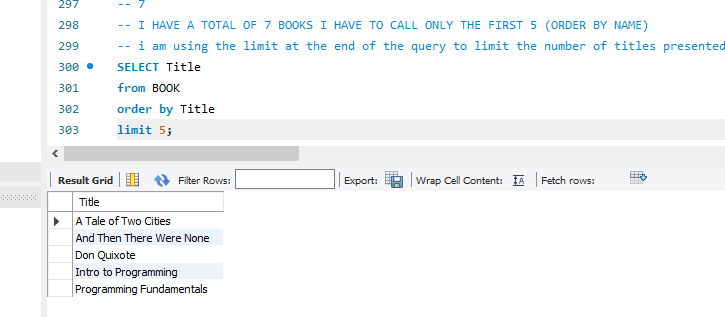 297 -- 7
298 -- I HAVE A TOTAL OF 7 BOOKS I HAVE TO CALL ONLY THE FIRST 5 (ORDER BY NAME)
299 -- i am using the limit at the end of the query to limit the number of titles presented
300 SELECT Title
301 from BOOK
302 order by Title
303 limit 5;
Result Grid Filter Rows: Export: Wrap Cell Content: IA Fetch rows:
Title
A Tale of Two Cities
And Then There Were None
Don Quixote
Intro to Programming
Programming Fundamentals